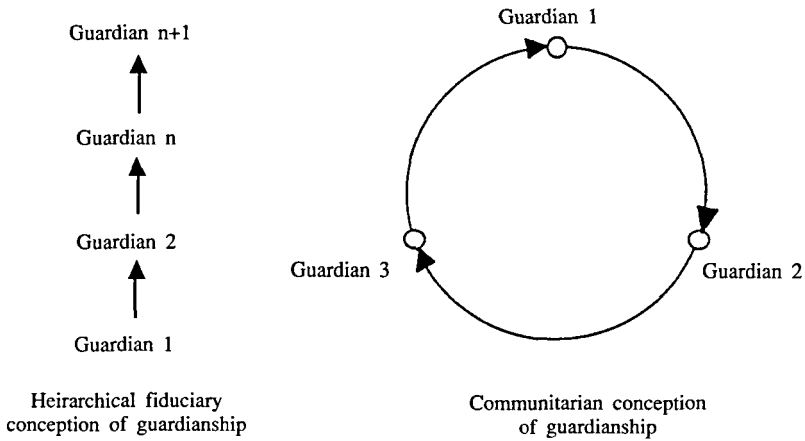 Guardian n+1
Guardian n
Guardian 2
Guardian 1
Heirarchical fiduciary
conception of guardianship
Guardian 1
Guardian 3
Guardian 2
Communitarian conception
of guardianship